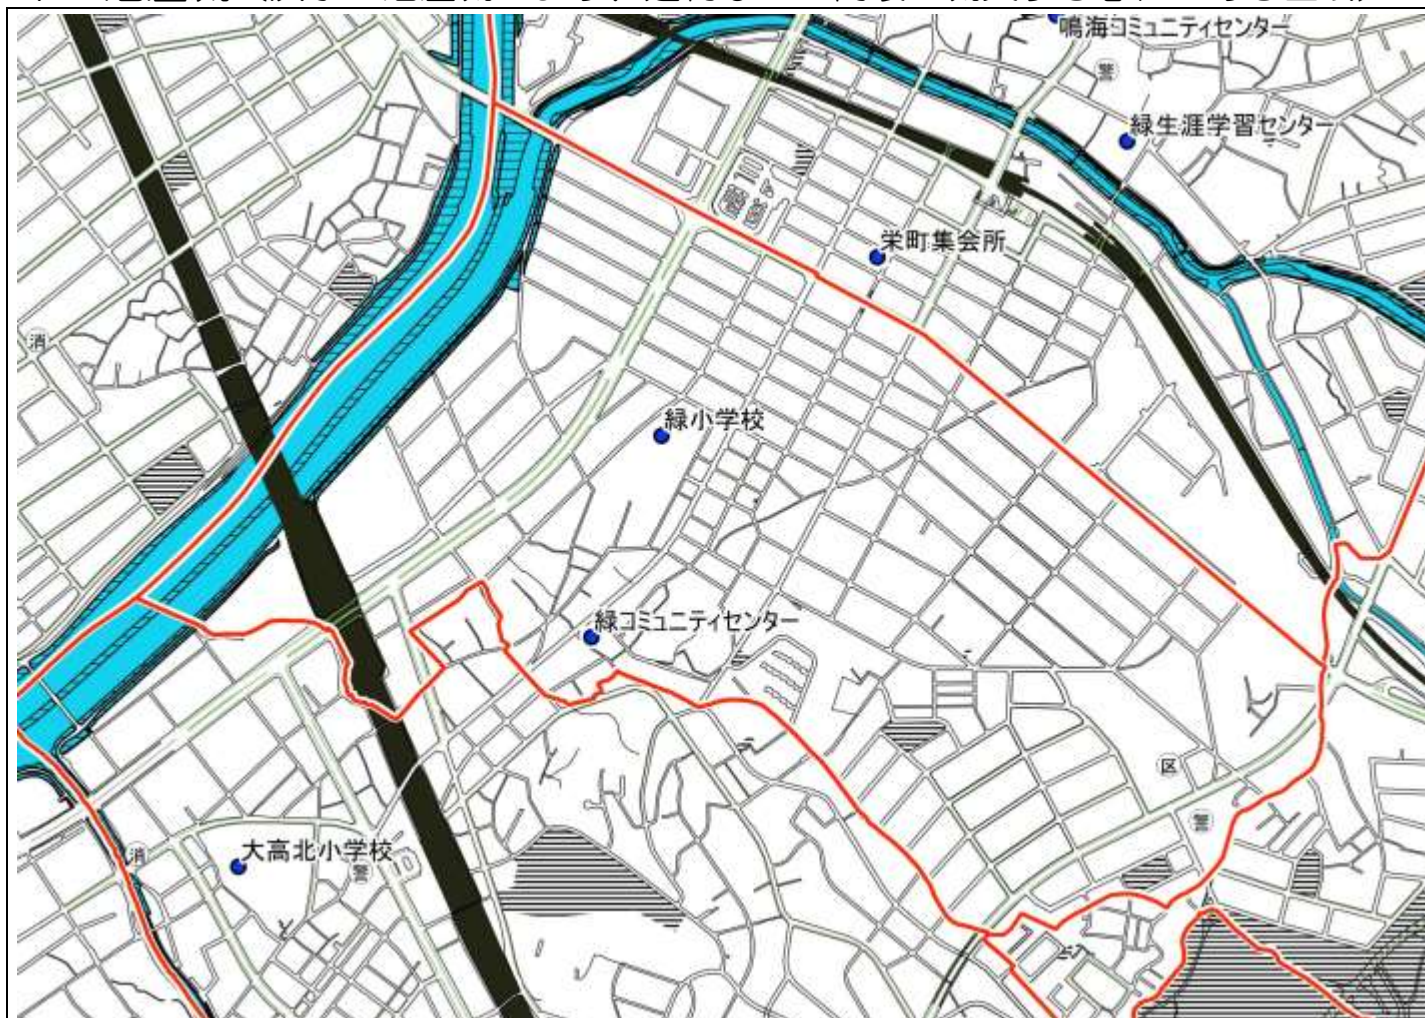 鳴海コミュニティセンター
警
緑生涯学習センター
栄町集会所
消
緑小学校
緑コミュニティセンター
区
警
大高北小学校
消
警